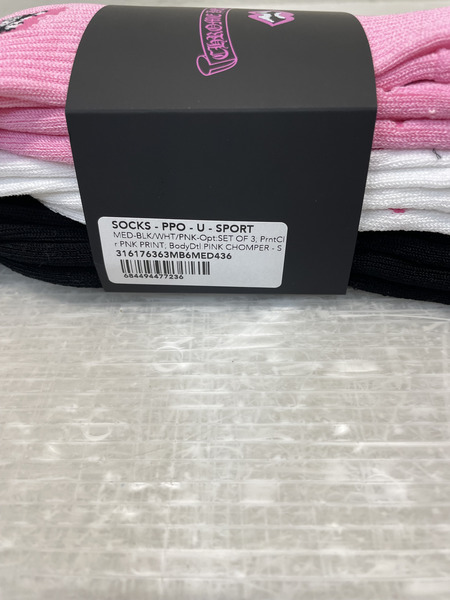 CHROME
SOCKS - PPO - U - SPORT
MED-BLK/WHT/PNK-Opt:SET OF 3, PrntCl
r PNK PRINT, BodyDtl PINK CHOMPER - S
316176363MB6MED436
684494477236